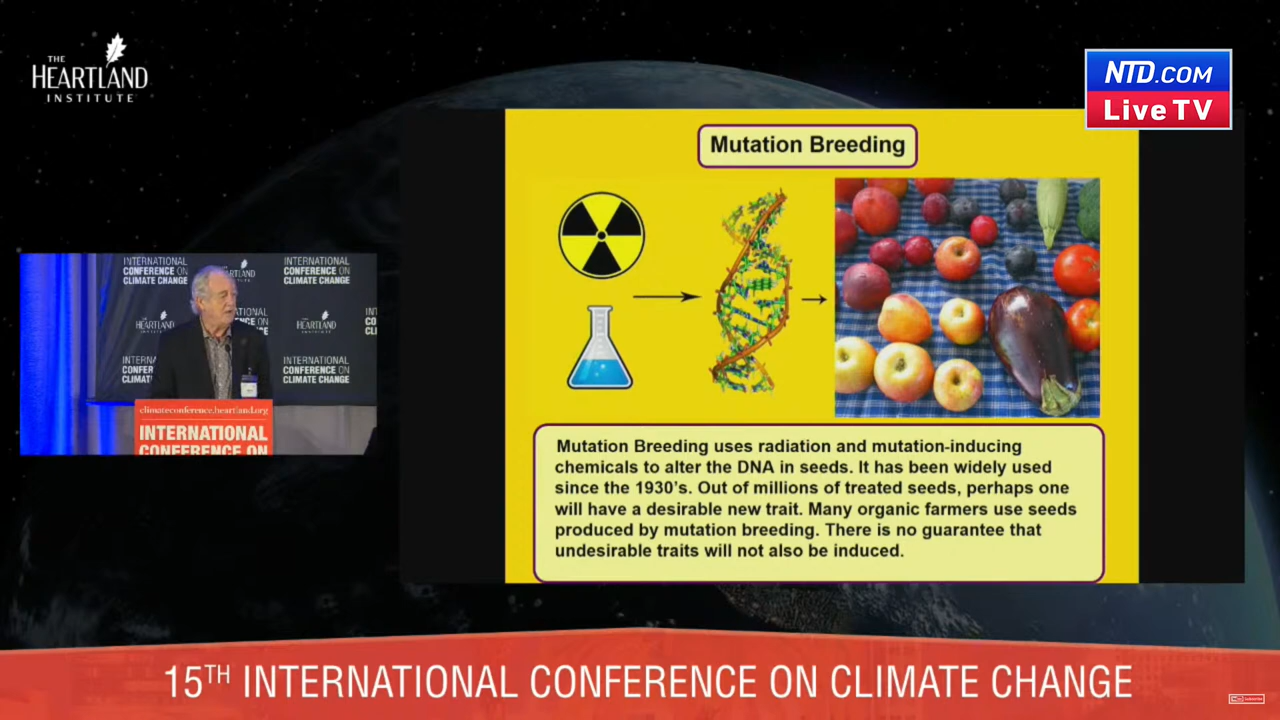 THE
HEARTLAND
INSTITUTE
NTD.COM
Live TV
Mutation Breeding
Mutation Breeding uses radiation and mutation-inducing
chemicals to alter the DNA in seeds. It has been widely used
since the 1930's. Out of millions of treated seeds, perhaps one
will have a desirable new trait. Many organic farmers use seeds
produced by mutation breeding. There is no guarantee that
undesirable traits will not also be induced.
INTERNATIONAL
CONFERENCE ON
CLIMATE CHANGE
INTERNATIONAL
CONFERENCE ON
CLIMATE CHANGE
HEARTLAND
HEARTLAND
INTERNATIONAL
CONFERENCE ON
CLIMATE CHANGE
climateconference.heartland.org
INTERNATIONAL
CONFERENCE ON
15TH INTERNATIONAL CONFERENCE ON CLIMATE CHANGE